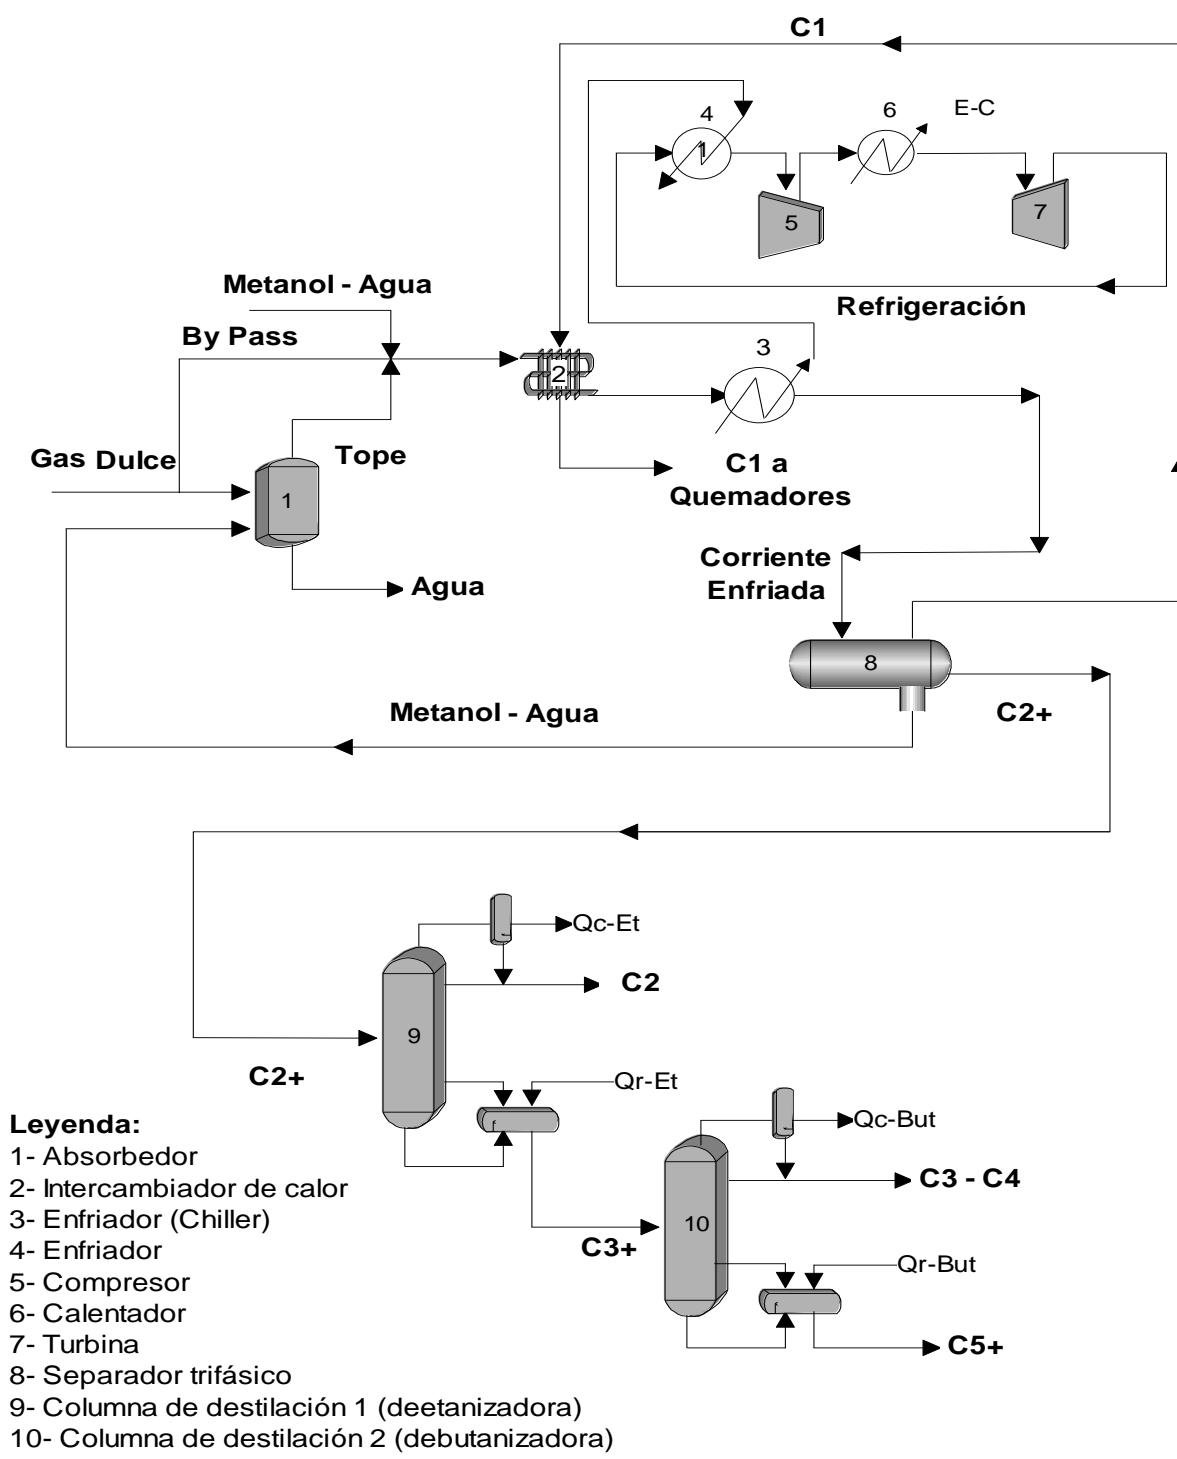 C1
4
6
E-C
1
5
7
Metanol - Agua
Refrigeración
By Pass
3
2
Gas Dulce
Tope
C1 a
Quemadores
1
Corriente
Enfriada
Agua
8
Metanol - Agua
C2+
Qc-Et
C2
9
C2+
Qr-Et
Qc-But
C3 - C4
10
C3+
Qr-But
C5+
Leyenda:
1- Absorbedor
2- Intercambiador de calor
3- Enfriador (Chiller)
4- Enfriador
5- Compresor
6- Calentador
7- Turbina
8- Separador trifásico
9- Columna de destilación 1 (deetanizadora)
10- Columna de destilación 2 (debutanizadora)